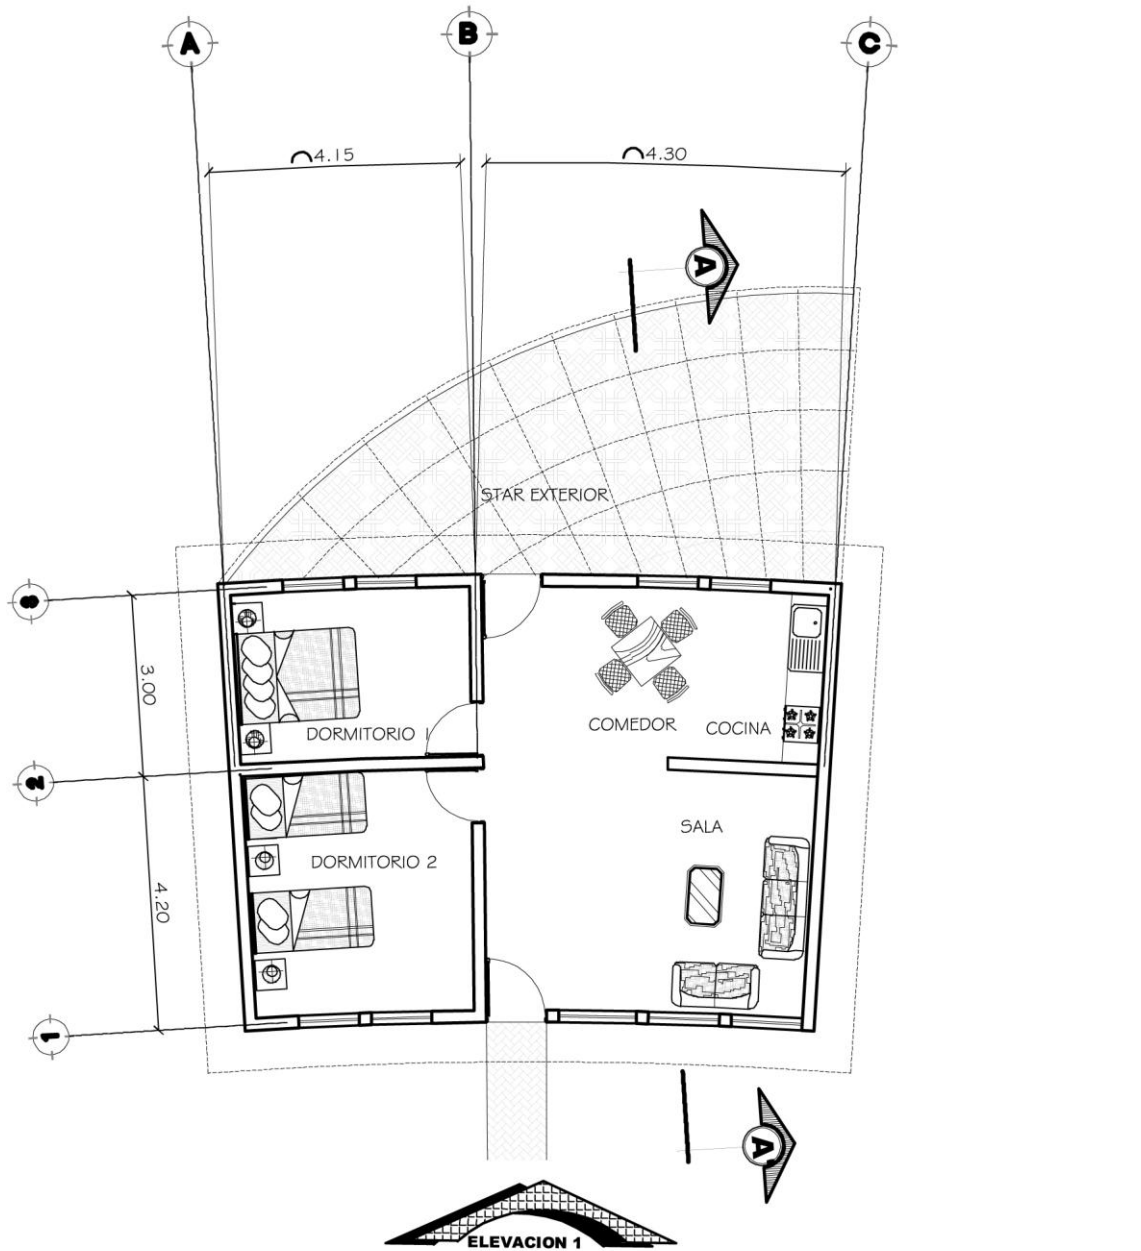 A
B
C
4.15
4.30
A
STAR EXTERIOR
3
3.00
DORMITORIO 1
COMEDOR
COCINA
2
SALA
DORMITORIO 2
4.20
1
A'
ELEVACION 1